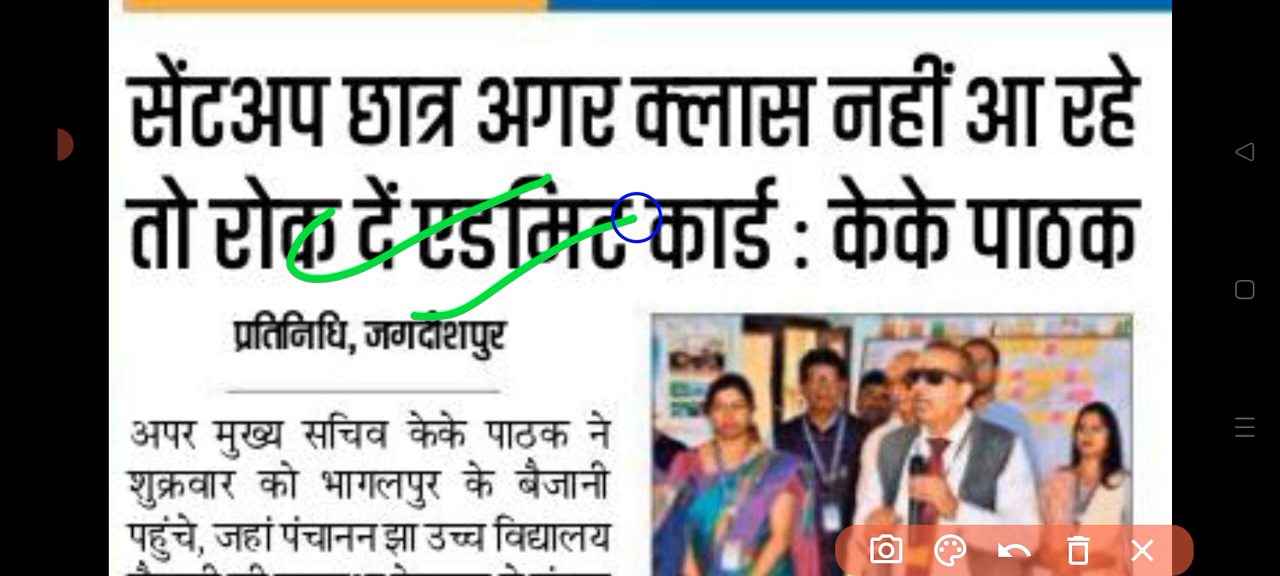 सेंटअप छात्र अगर क्लास नहीं आ रहे
तो रोक दें एडमिट कार्ड : केके पाठक
प्रतिनिधि, जगदीशपुर
अपर मुख्य सचिव केके पाठक ने
शुक्रवार को भागलपुर के बैजानी
पहुंचे, जहां पंचानन झा उच्च विद्यालय